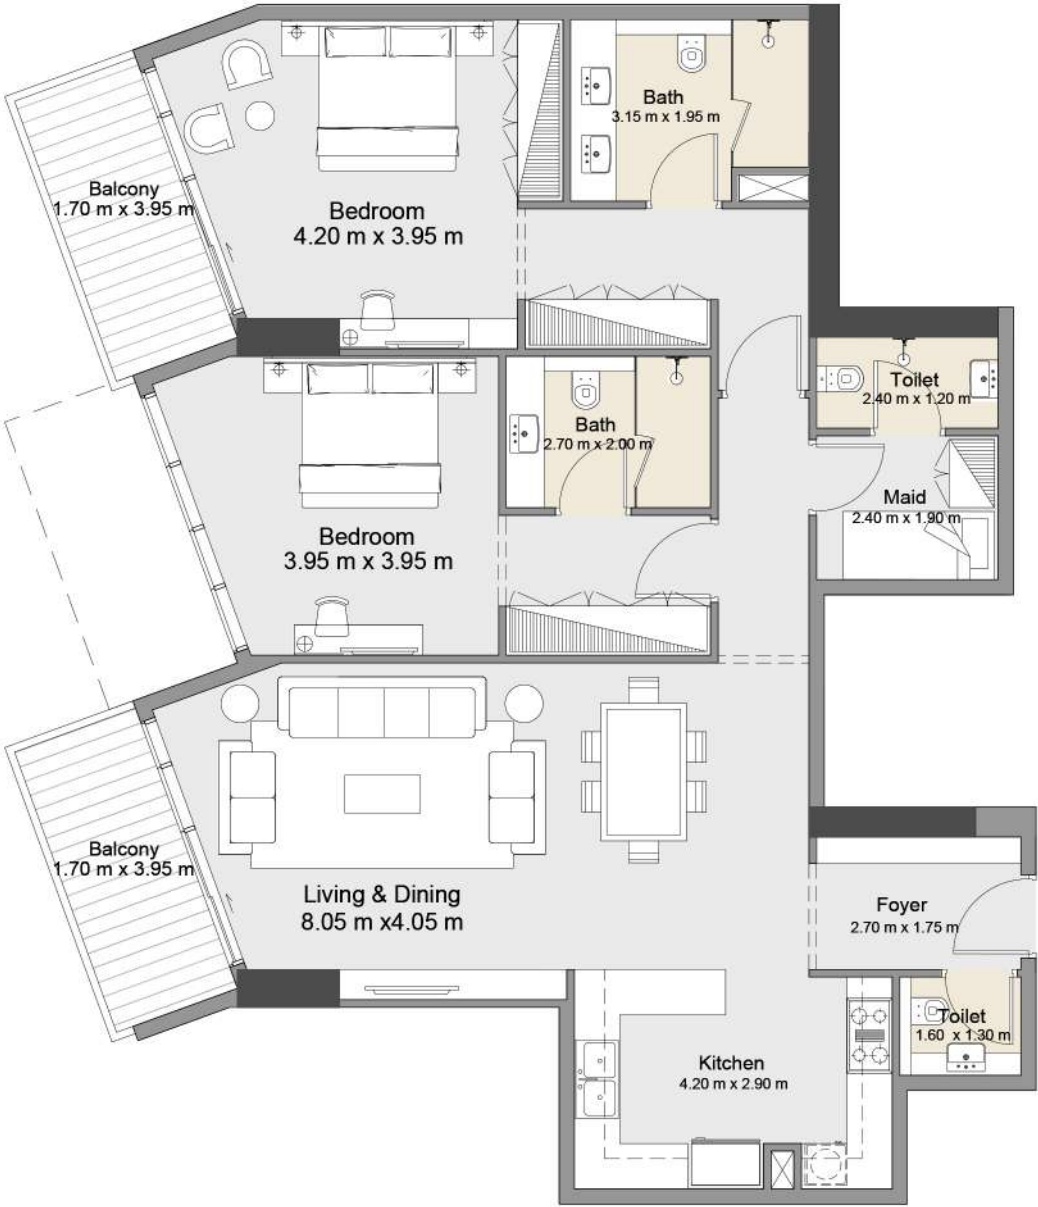 Bath
3.15 m x 1.95 m
Balcony
1.70 m x 3.95 m
Bedroom
4.20 m x 3.95 m
Toilet
2.40 m x 1.20 m
Bath
2.70 m x 2.00 m
Maid
2.40 m x 1.90 m
Bedroom
3.95 m x 3.95 m
Balcony
1.70 m x 3.95 m
Living & Dining
8.05 m x4.05 m
Foyer
2.70 m x 1.75 m
Toilet
1.60 x 1.30 m
Kitchen
4.20 m x 2.90 m